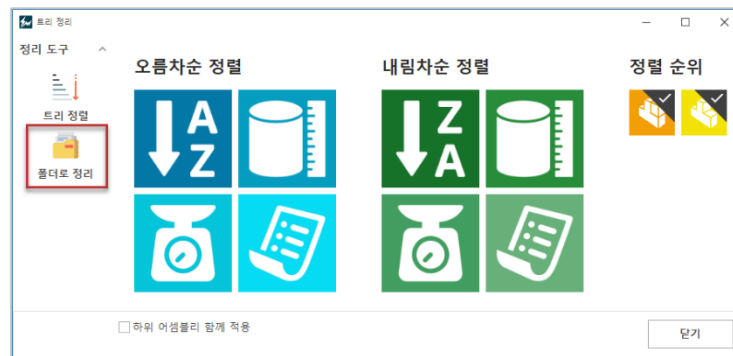 트리 정리
정리 도구
트리 정렬
폴더로 정리
오름차순 정렬
A
Z
내림차순 정렬
Z
A
정렬 순위
하위 어셈블리 함께 적용
닫기